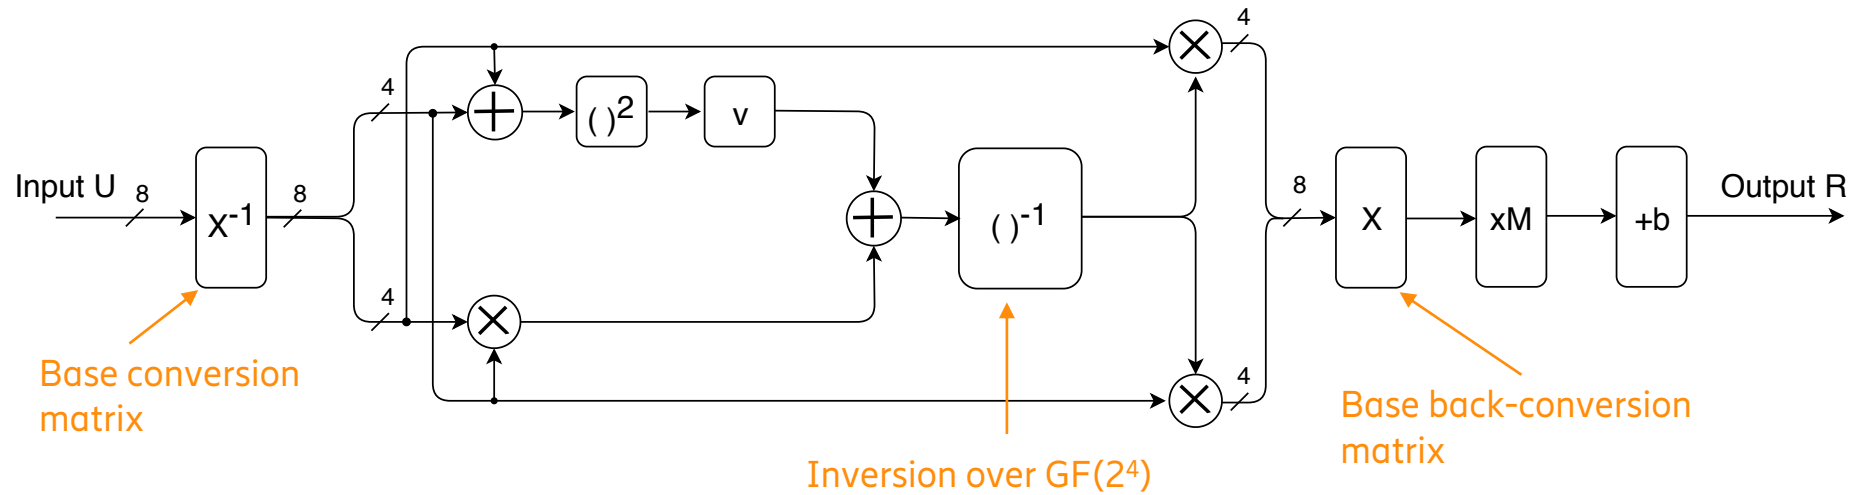 4
4
( )²
v
Input U
8
X⁻¹
8
( )⁻¹
8
X
xM
+b
Output R
4
4
Base conversion
matrix
Base back-conversion
matrix
Inversion over GF(2⁴)